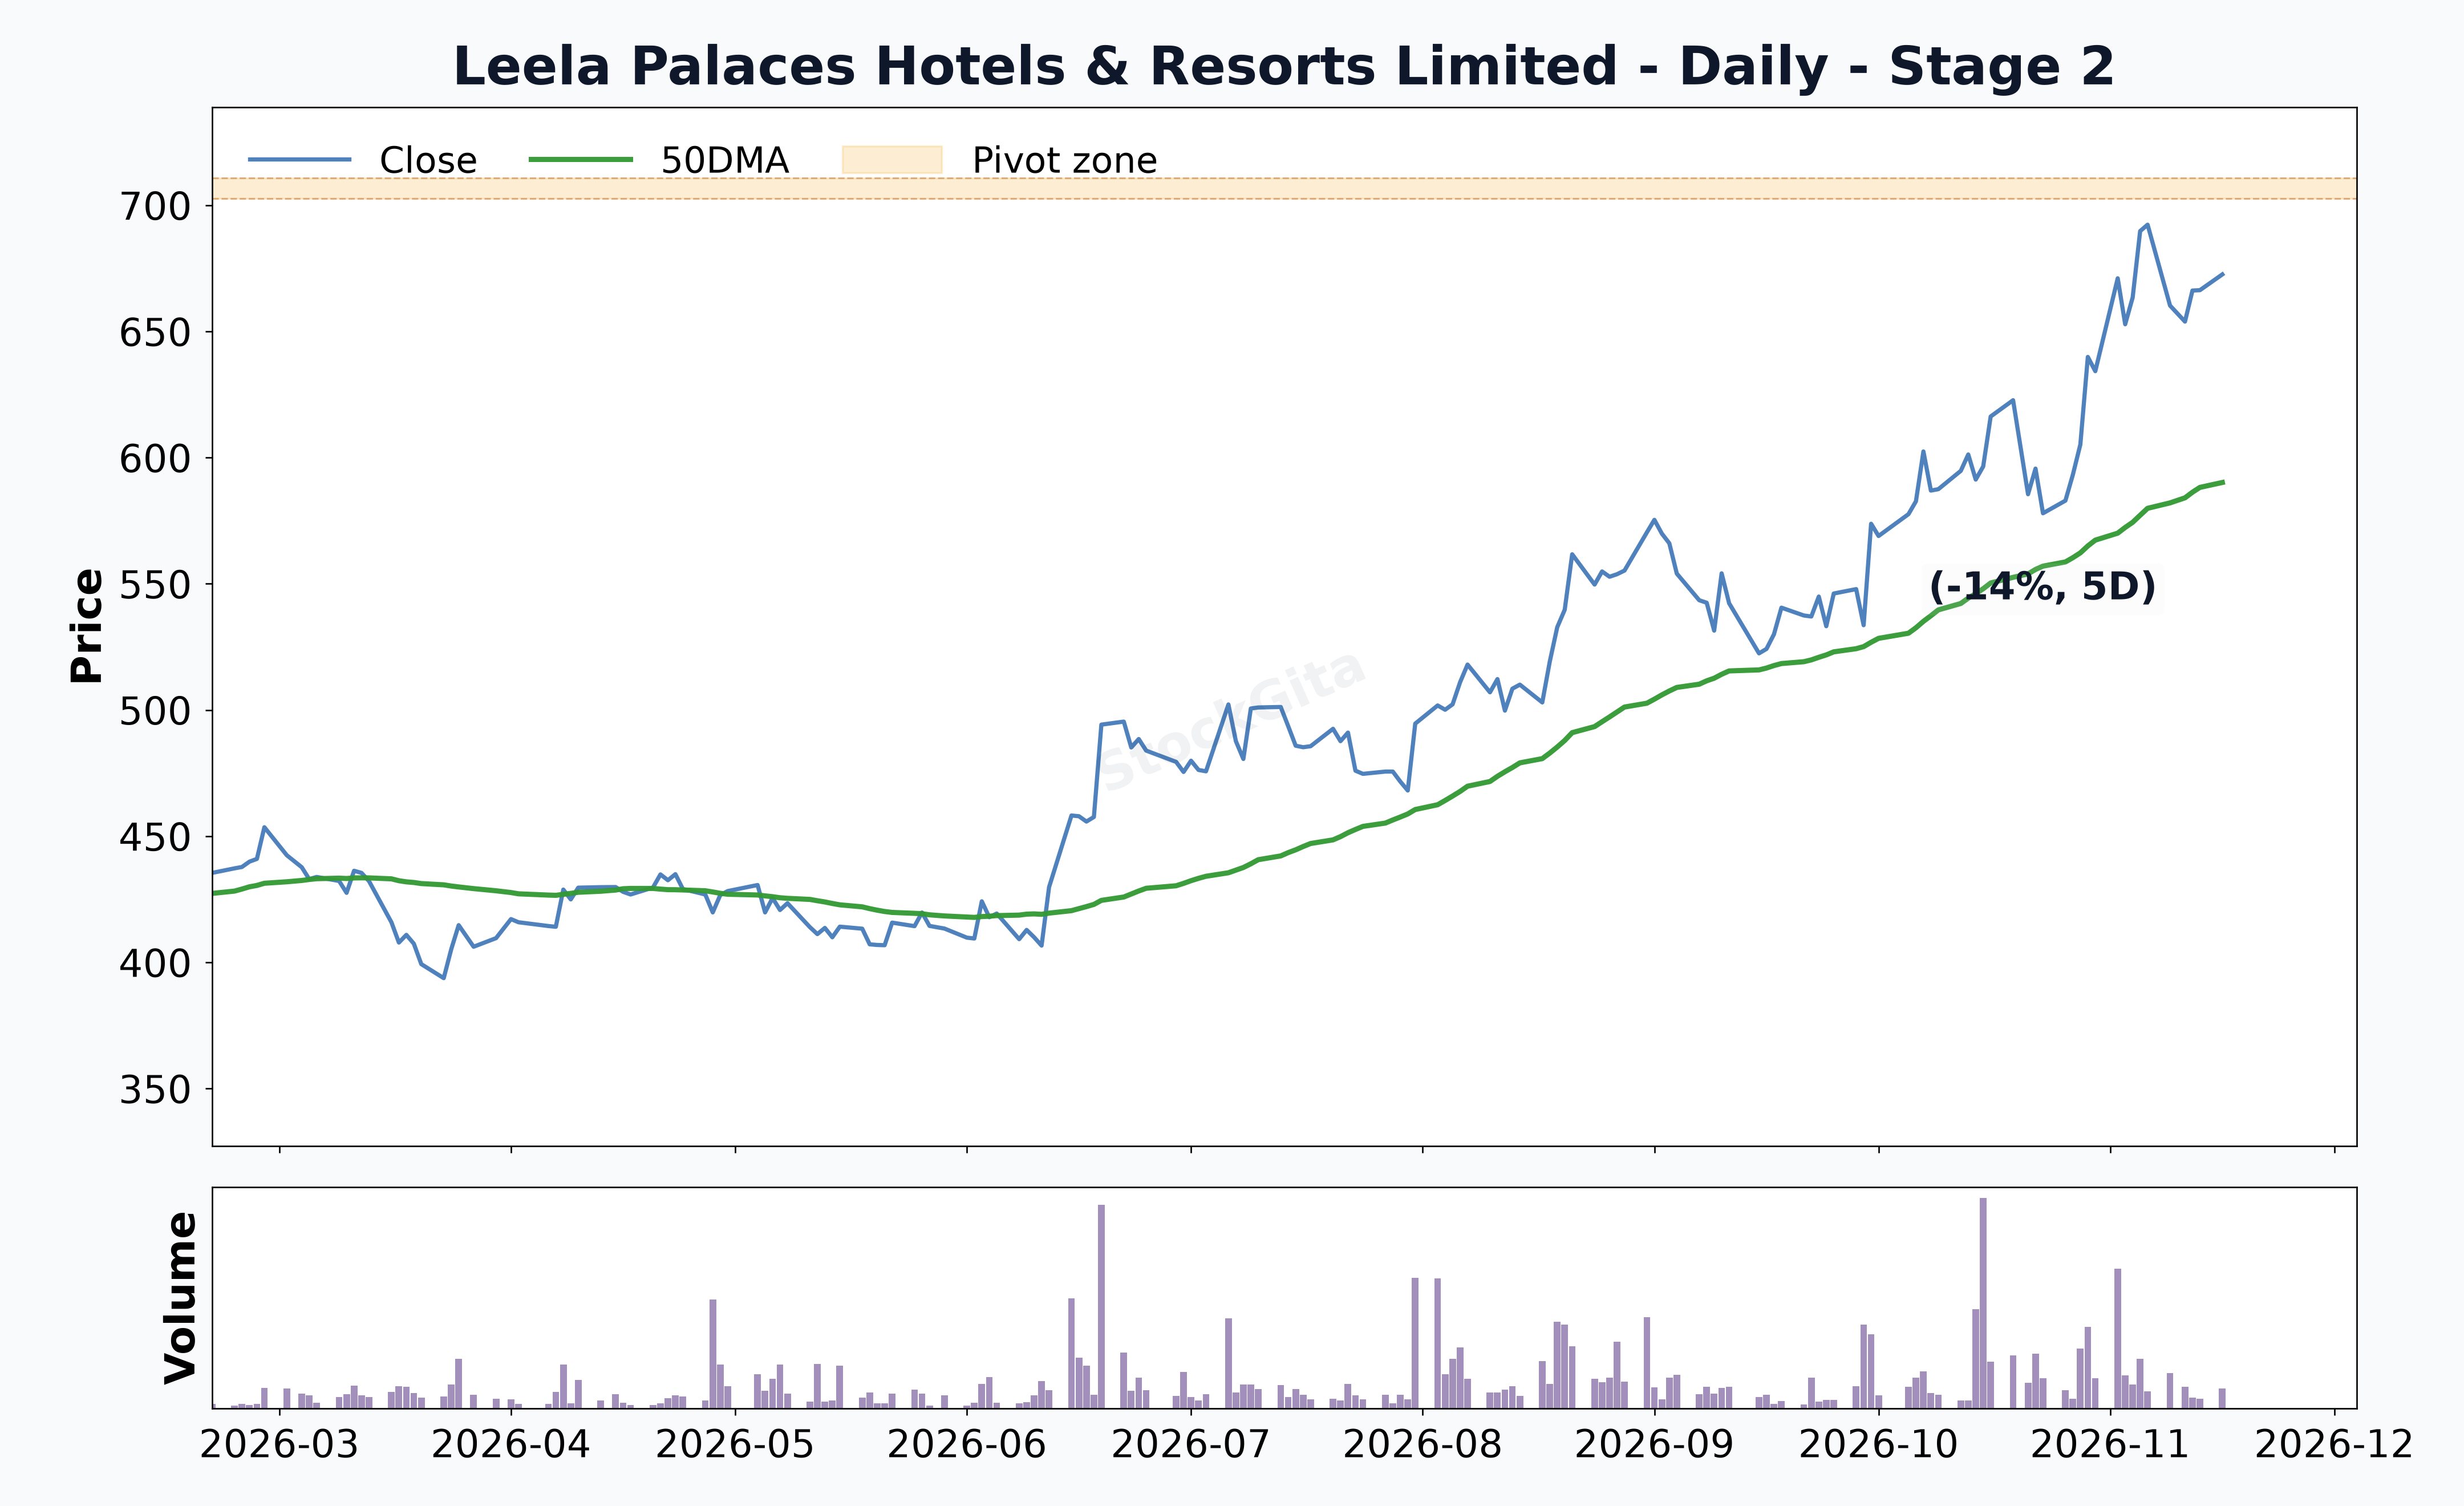 Leela Palaces Hotels & Resorts Limited - Daily - Stage 2
Close 50DMA Pivot zone
700
650
600
550
500
450
400
350
Price
(-14%, 5D)
StockGita
Volume
2026-03 2026-04 2026-05 2026-06 2026-07 2026-08 2026-09 2026-10 2026-11 2026-12